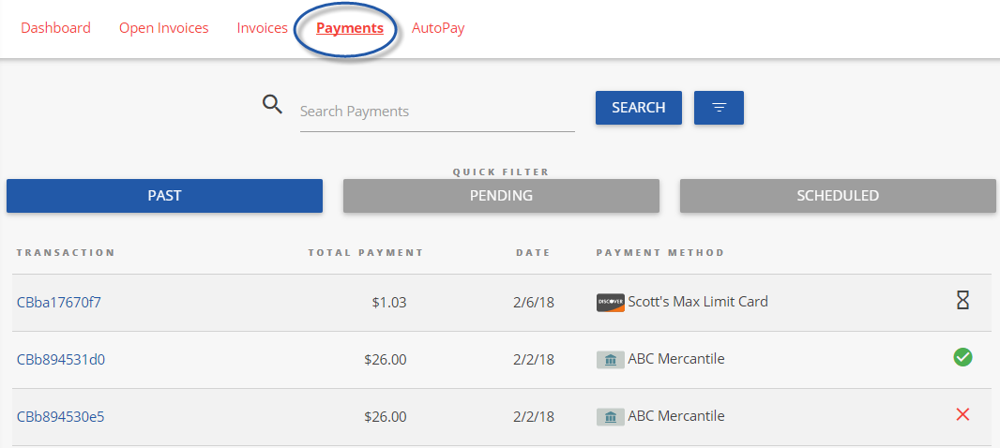 Dashboard Open Invoices Invoices Payments AutoPay
Search Payments SEARCH
QUICK FILTER
PAST PENDING SCHEDULED
TRANSACTION TOTAL PAYMENT DATE PAYMENT METHOD
CBba17670f7 $1.03 2/6/18 DISCOVER Scott's Max Limit Card
CBb894531d0 $26.00 2/2/18 ABC Mercantile
CBb894530e5 $26.00 2/2/18 ABC Mercantile